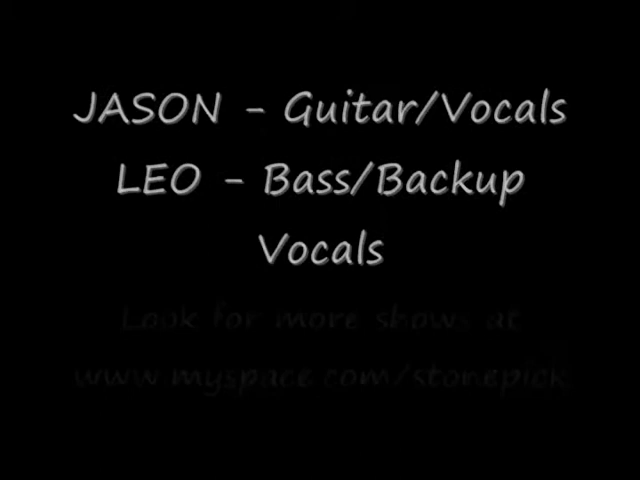 JASON - Guitar/Vocals
LEO - Bass/Backup
Vocals
Look for more shows at
www.myspace.com/stonepick